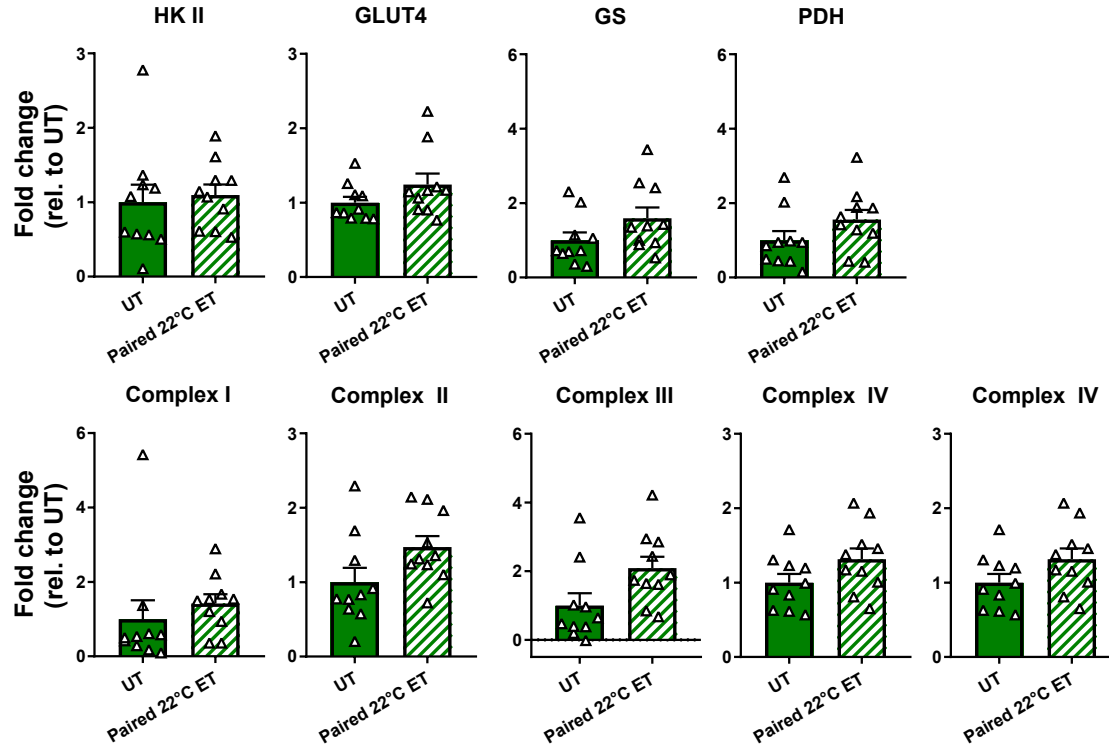 HK II
GLUT4
GS
PDH
Fold change
(rel. to UT)
3
2
1
0
UT
Paired 22°C ET
3
2
1
0
UT
Paired 22°C ET
6
4
2
0
UT
Paired 22°C ET
6
4
2
0
UT
Paired 22°C ET
Complex I
Complex II
Complex III
Complex IV
Complex IV
Fold change
(rel. to UT)
6
4
2
0
UT
Paired 22°C ET
3
2
1
0
UT
Paired 22°C ET
6
4
2
0
UT
Paired 22°C ET
3
2
1
0
UT
Paired 22°C ET
3
2
1
0
UT
Paired 22°C ET